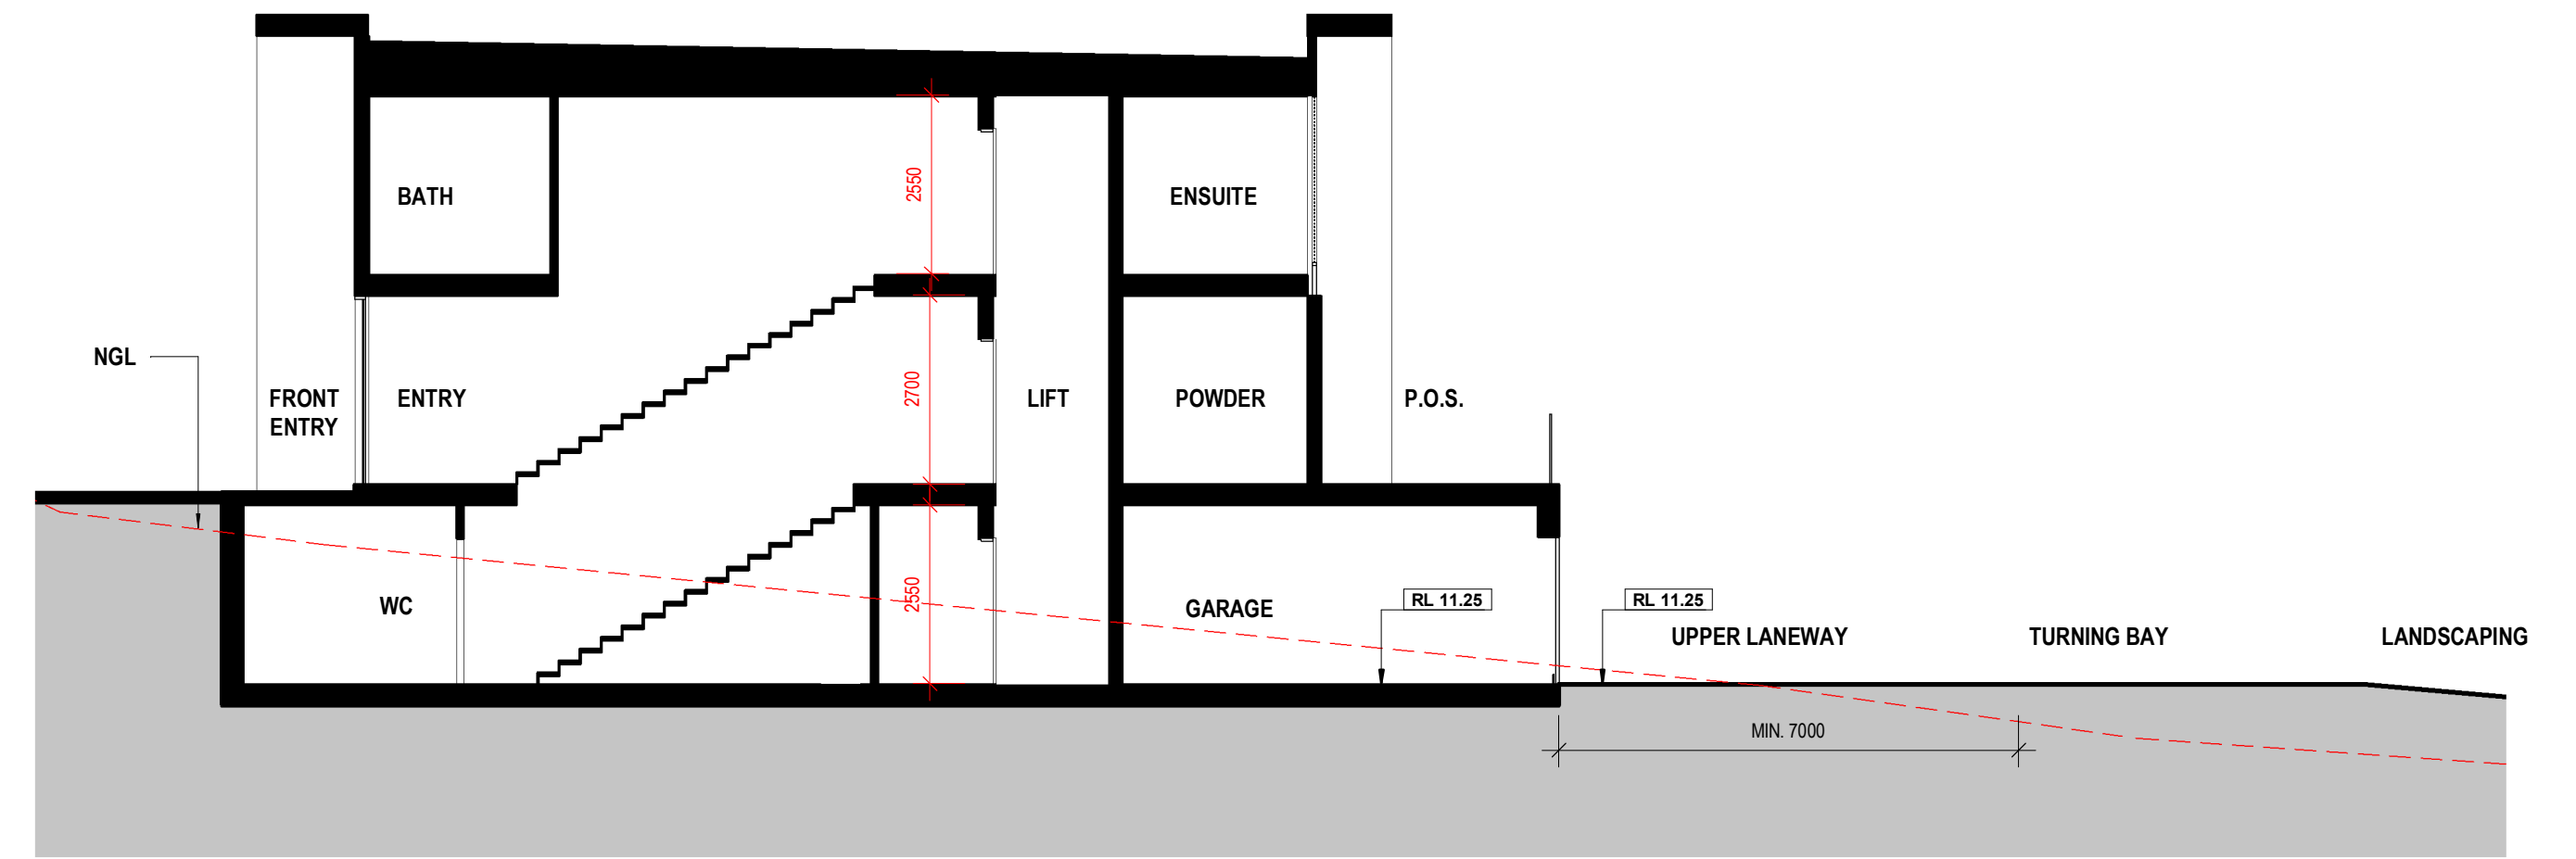 2550
BATH
ENSUITE
NGL
2700
FRONT
ENTRY
ENTRY
LIFT
POWDER
P.O.S.
2550
WC
GARAGE
RL 11.25
RL 11.25
UPPER LANEWAY
TURNING BAY
LANDSCAPING
MIN. 7000